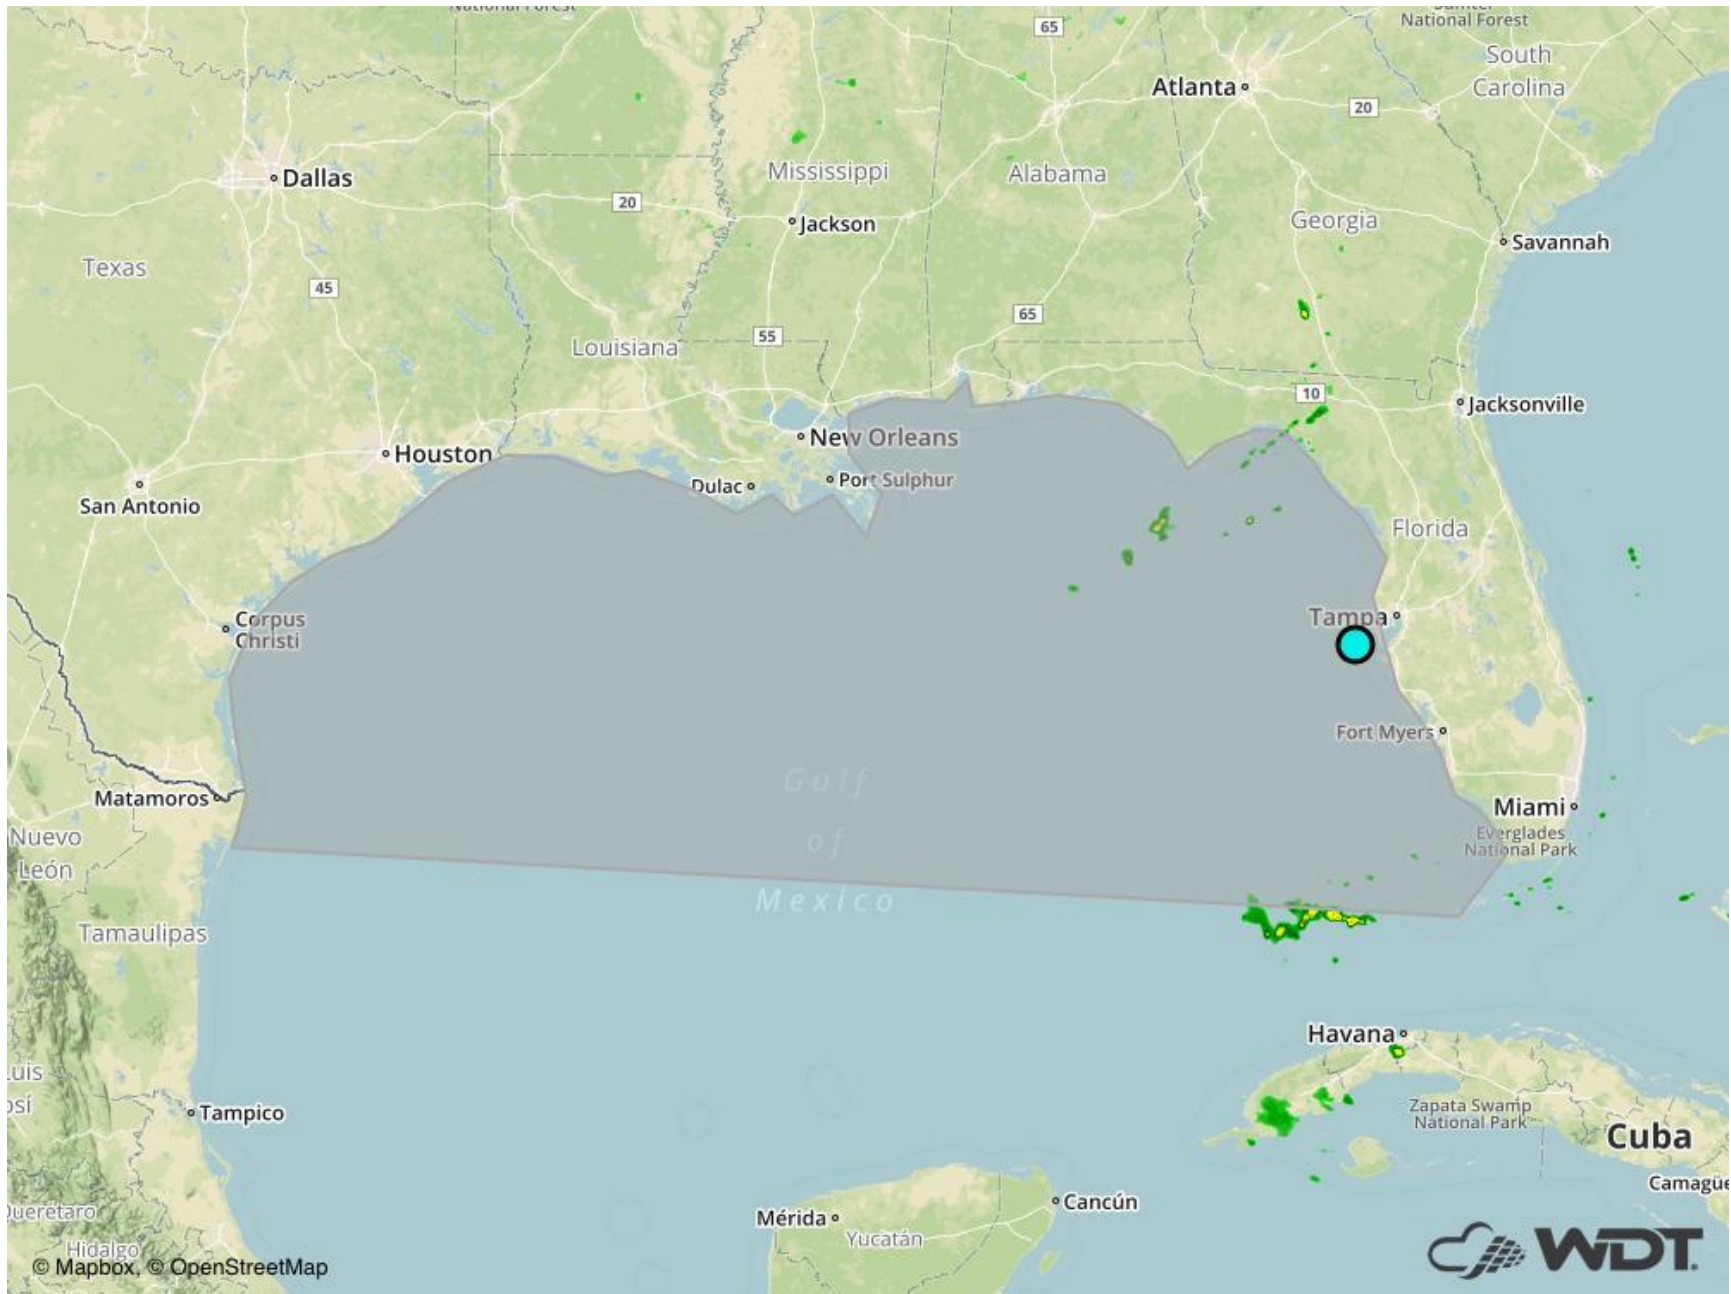 National Forest
National Forest
65
South
Carolina
Atlanta
20
Dallas
Mississippi
Alabama
20
Jackson
Georgia
Savannah
Texas
45
65
55
Louisiana
10
Jacksonville
New Orleans
Houston
Dulac
Port Sulphur
San Antonio
Florida
Corpus
Christi
Tampa
Fort Myers
Gulf
of
Mexico
Matamoros
Miami
Everglades
National Park
Nuevo
León
Tamaulipas
Havana
Tampico
Zapata Swamp
National Park
Cuba
Camagüe
Cancún
Mérida
Yucatán
Querétaro
Hidalgo
© Mapbox, © OpenStreetMap
WDT